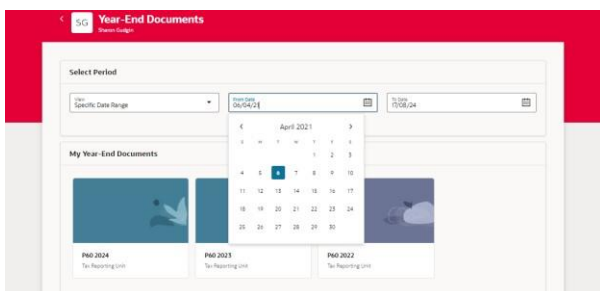 SG
Year-End Documents
Sharon Gudgin
Select Period
View
Specific Date Range
From Date
06/04/21
To Date
17/08/24
April 2021
S M T W T F S
1 2 3
4 5 6 7 8 9 10
11 12 13 14 15 16 17
18 19 20 21 22 23 24
25 26 27 28 29 30
My Year-End Documents
P60 2024
Tax Reporting Unit
P60 2023
Tax Reporting Unit
P60 2022
Tax Reporting Unit